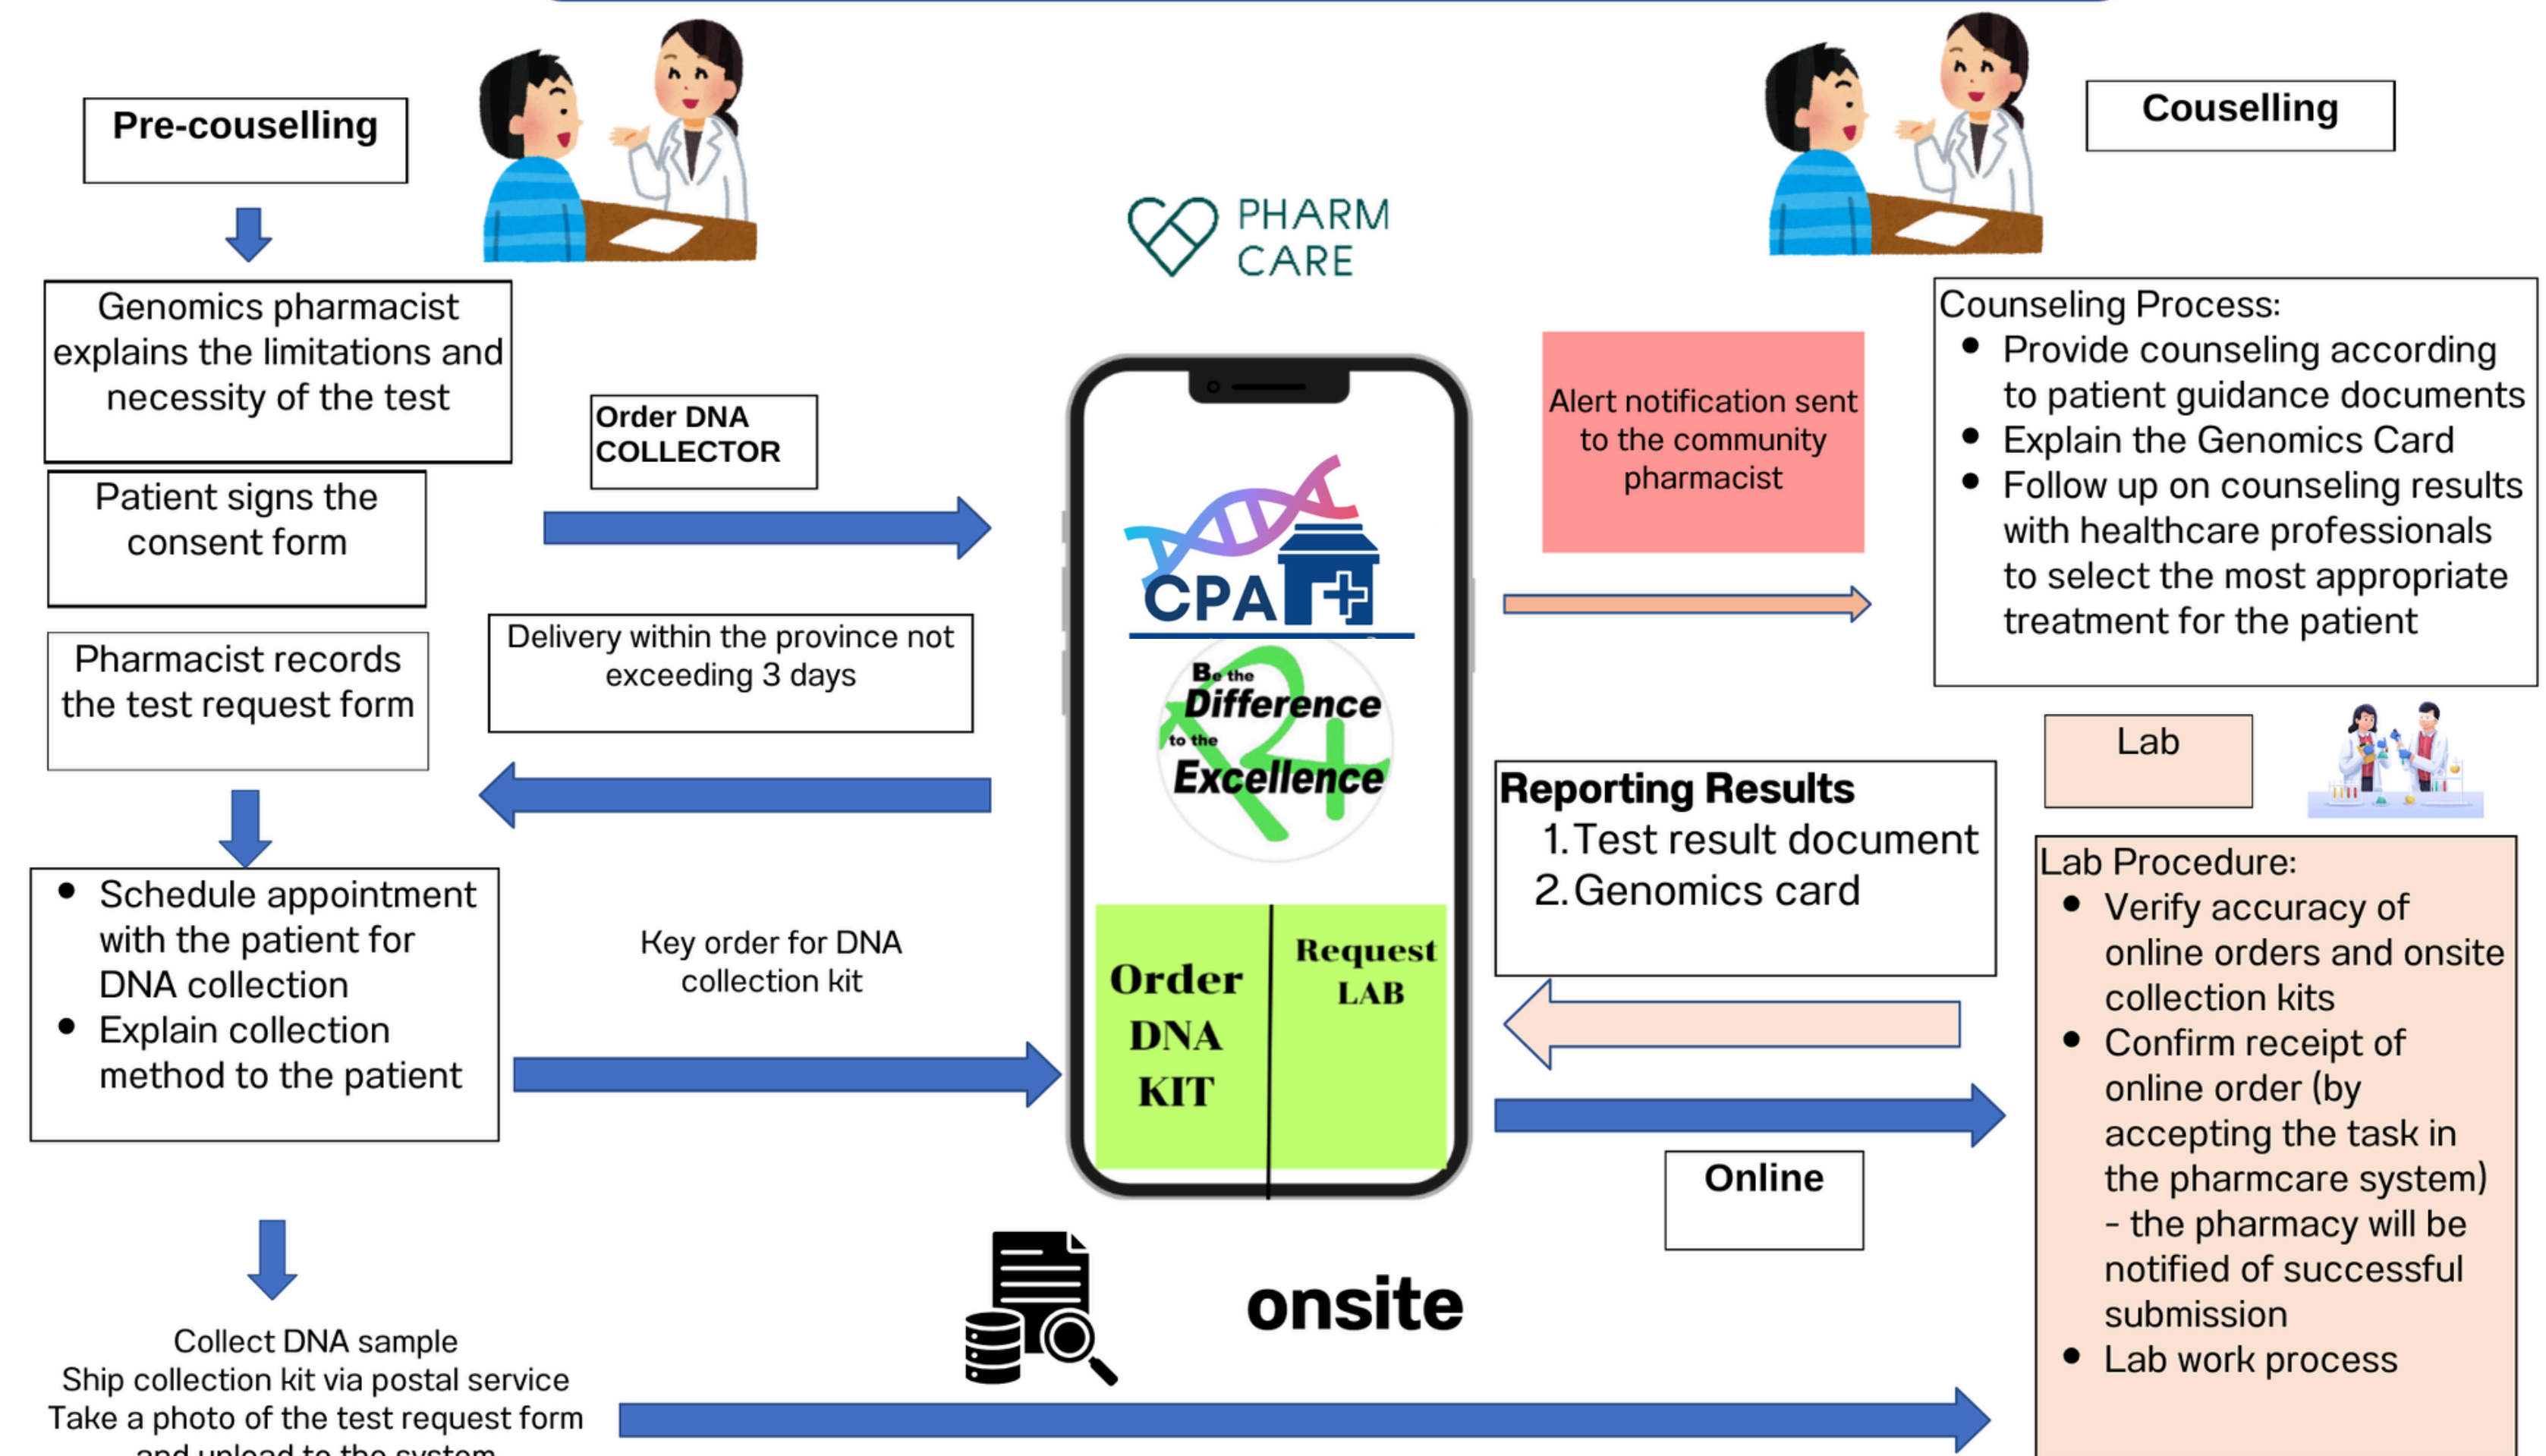 Pre-couselling
Genomics pharmacist
explains the limitations and
necessity of the test
Patient signs the
consent form
Pharmacist records
the test request form
• Schedule appointment
with the patient for
DNA collection
• Explain collection
method to the patient
Collect DNA sample
Ship collection kit via postal service
Take a photo of the test request form
and upload to the system
Order DNA
COLLECTOR
Delivery within the province not
exceeding 3 days
Key order for DNA
collection kit
PHARM
CARE
CPA
Be the
Difference
to the
Excellence
Order
DNA
KIT
Request
LAB
onsite
Alert notification sent
to the community
pharmacist
Reporting Results
1. Test result document
2. Genomics card
Online
Couselling
Counseling Process:
• Provide counseling according
to patient guidance documents
• Explain the Genomics Card
• Follow up on counseling results
with healthcare professionals
to select the most appropriate
treatment for the patient
Lab
Lab Procedure:
• Verify accuracy of
online orders and onsite
collection kits
• Confirm receipt of
online order (by
accepting the task in
the pharmcare system)
- the pharmacy will be
notified of successful
submission
• Lab work process